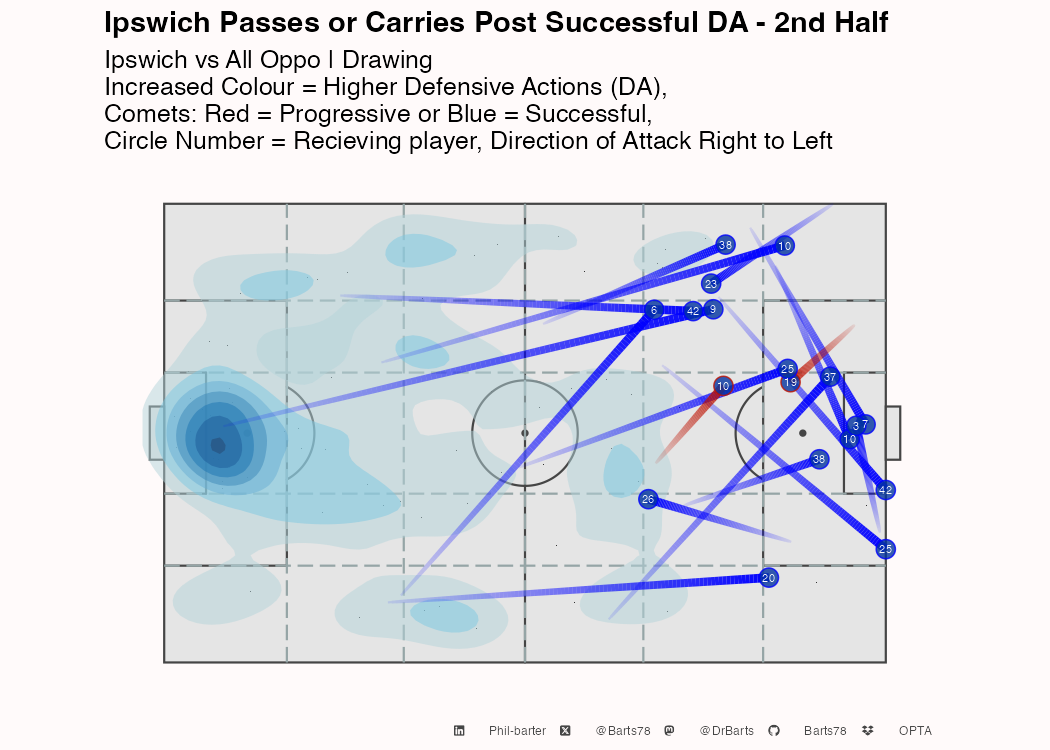 Ipswich Passes or Carries Post Successful DA - 2nd Half
Ipswich vs All Oppo | Drawing
Increased Colour = Higher Defensive Actions (DA),
Comets: Red = Progressive or Blue = Successful,
Circle Number = Recieving player, Direction of Attack Right to Left
38
10
23
6
42
9
25
10
19
37
37
10
38
42
26
25
20
Phil-barter @Barts78 @DrBarts Barts78 OPTA